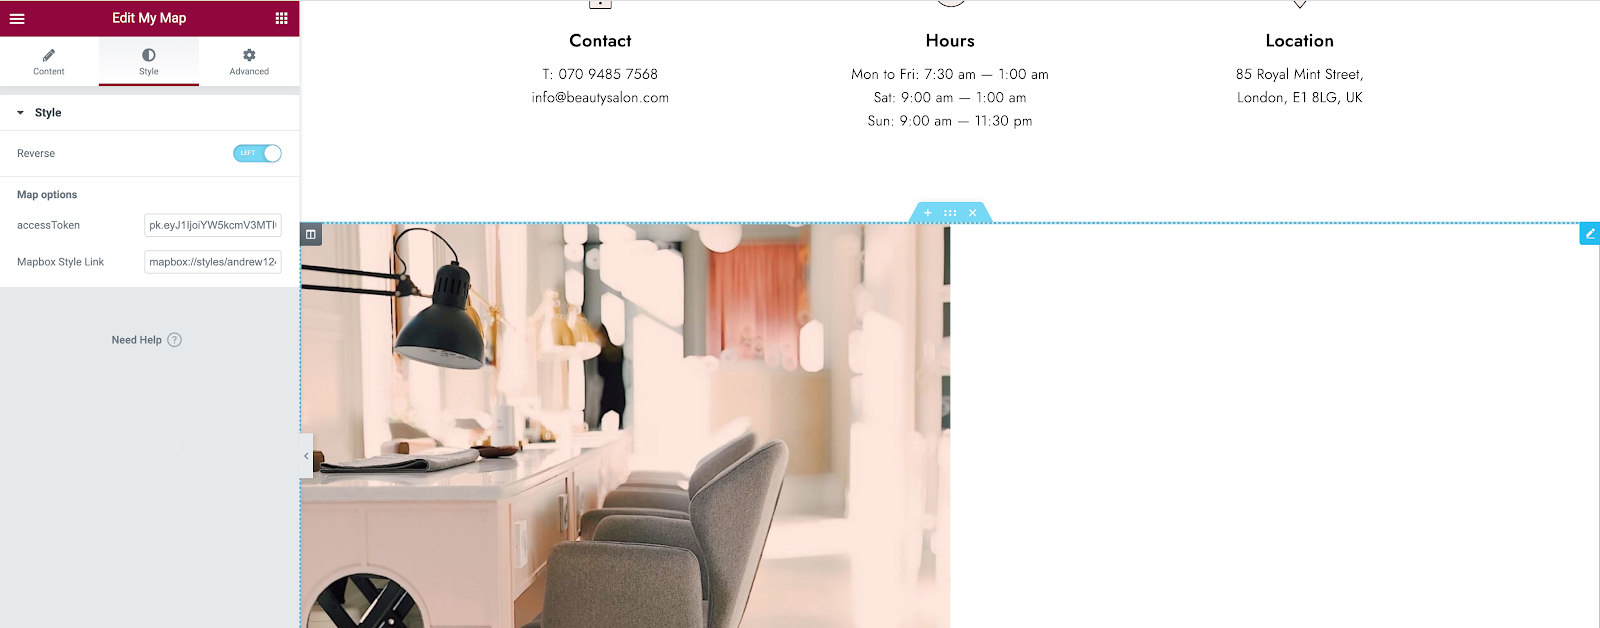 Edit My Map
Content
Style
Advanced
Style
Reverse
LEFT
Map options
accessToken
pk.eyJ1IjoiYW5kcmV3MTI
Mapbox Style Link
mapbox://styles/andrew12
Need Help ?
Contact
T: 070 9485 7568
info@beautysalon.com
Hours
Mon to Fri: 7:30 am — 1:00 am
Sat: 9:00 am — 1:00 am
Sun: 9:00 am — 11:30 pm
Location
85 Royal Mint Street,
London, E1 8LG, UK